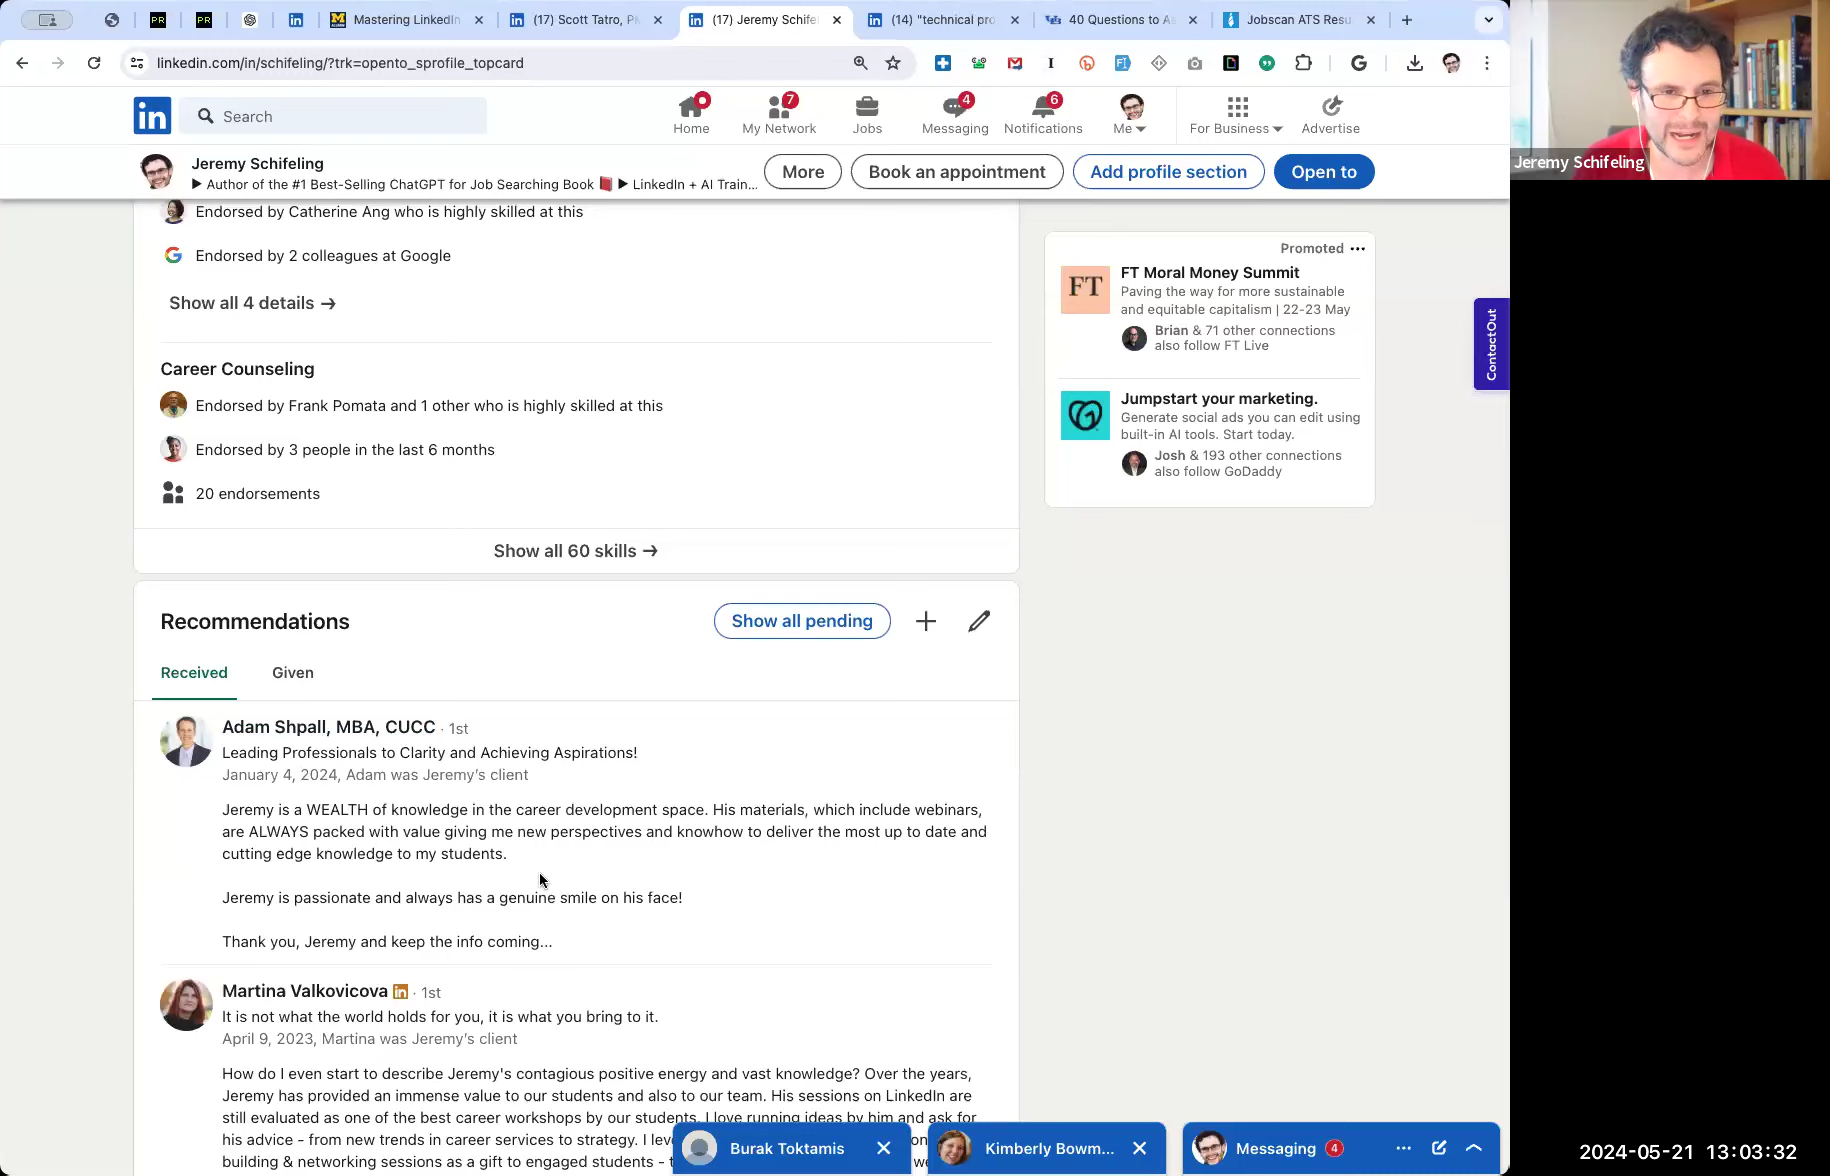 Mastering LinkedIn
(17) Scott Tatro, PM
(17) Jeremy Schife
(14) "technical pro
40 Questions to As
Jobscan ATS Resu
linkedin.com/in/schifeling/?trk=opento_sprofile_topcard
Search
Home
7
My Network
Jobs
4
Messaging
6
Notifications
Me
For Business
Advertise
Jeremy Schifeling
Author of the #1 Best-Selling ChatGPT for Job Searching Book LinkedIn + AI Train...
More
Book an appointment
Add profile section
Open to
Jeremy Schifeling
Endorsed by Catherine Ang who is highly skilled at this
Endorsed by 2 colleagues at Google
Show all 4 details →
Career Counseling
Endorsed by Frank Pomata and 1 other who is highly skilled at this
Endorsed by 3 people in the last 6 months
20 endorsements
Show all 60 skills →
Promoted
FT
FT Moral Money Summit
Paving the way for more sustainable
and equitable capitalism | 22-23 May
Brian & 71 other connections
also follow FT Live
Jumpstart your marketing.
Generate social ads you can edit using
built-in AI tools. Start today.
Josh & 193 other connections
also follow GoDaddy
ContactOut
Recommendations
Show all pending
Received
Given
Adam Shpall, MBA, CUCC · 1st
Leading Professionals to Clarity and Achieving Aspirations!
January 4, 2024, Adam was Jeremy's client
Jeremy is a WEALTH of knowledge in the career development space. His materials, which include webinars,
are ALWAYS packed with value giving me new perspectives and knowhow to deliver the most up to date and
cutting edge knowledge to my students.
Jeremy is passionate and always has a genuine smile on his face!
Thank you, Jeremy and keep the info coming...
Martina Valkovicova · 1st
It is not what the world holds for you, it is what you bring to it.
April 9, 2023, Martina was Jeremy's client
How do I even start to describe Jeremy's contagious positive energy and vast knowledge? Over the years,
Jeremy has provided an immense value to our students and also to our team. His sessions on LinkedIn are
still evaluated as one of the best career workshops by our students. I love running ideas by him and ask for
his advice - from new trends in career services to strategy. I
building & networking sessions as a gift to engaged students -
Burak Toktamis
Kimberly Bowm...
Messaging 4
2024-05-21 13:03:32